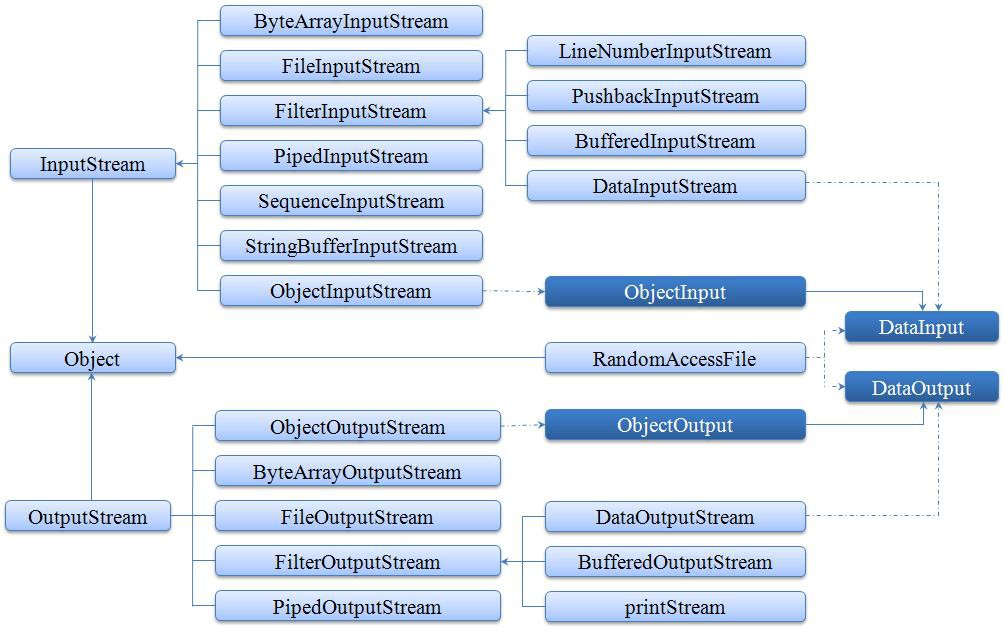 ByteArrayInputStream
FileInputStream
FilterInputStream
PipedInputStream
SequenceInputStream
StringBufferInputStream
ObjectInputStream
InputStream
LineNumberInputStream
PushbackInputStream
BufferedInputStream
DataInputStream
ObjectInput
DataInput
Object
RandomAccessFile
DataOutput
ObjectOutputStream
ObjectOutput
ByteArrayOutputStream
OutputStream
FileOutputStream
FilterOutputStream
PipedOutputStream
DataOutputStream
BufferedOutputStream
printStream